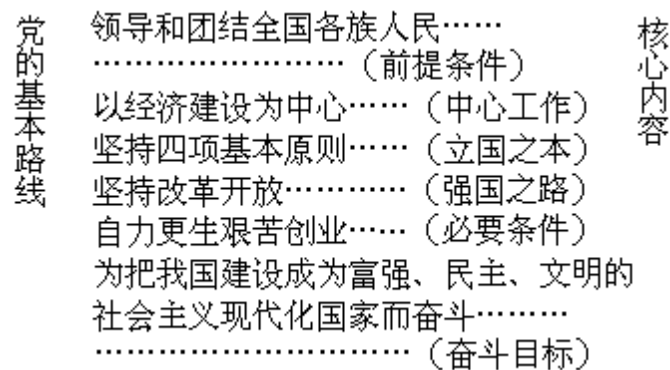 党的基本路线
领导和团结全国各族人民……
……………………（前提条件）
以经济建设为中心……（中心工作）
坚持四项基本原则……（立国之本）
坚持改革开放…………（强国之路）
自力更生艰苦创业……（必要条件）
为把我国建设成为富强、民主、文明的
社会主义现代化国家而奋斗………
…………………………（奋斗目标）
核心内容